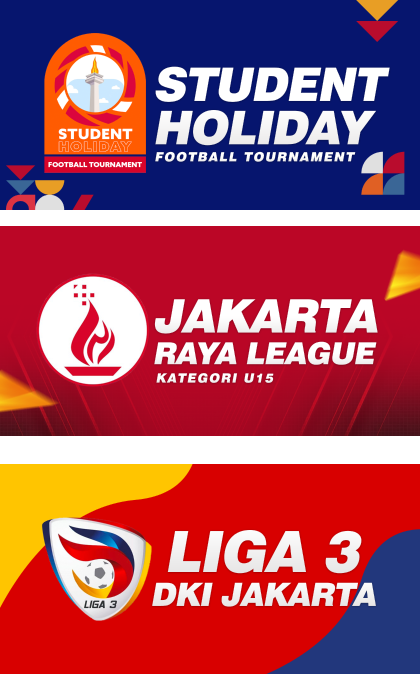 STUDENT
HOLIDAY
FOOTBALL TOURNAMENT
STUDENT
HOLIDAY
FOOTBALL TOURNAMENT
JAKARTA
RAYA LEAGUE
KATEGORI U15
LIGA 3
LIGA 3
DKI JAKARTA